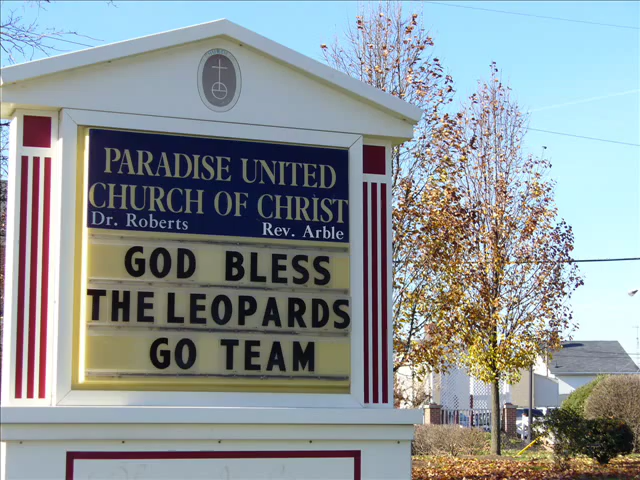 PARADISE UNITED
CHURCH OF CHRIST
Dr. Roberts Rev. Arble
GOD BLESS
THE LEOPARDS
GO TEAM